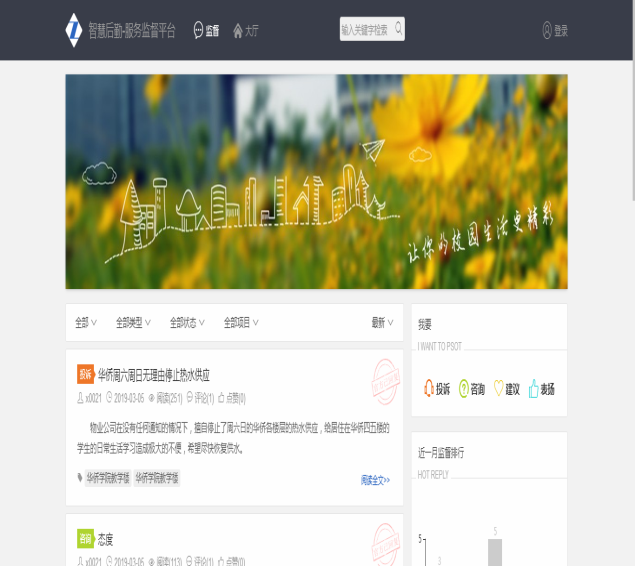 智慧后勤-服务监督平台 监督 大厅 输入关键字检索 登录
让你的校园生活更精彩
全部 全部类型 全部状态 全部项目 最新
投诉 华侨周六周日无理由停止热水供应
x0021 2019-03-05 阅读(251) 评论(1) 点赞(0)
物业公司在没有任何通知的情况下，擅自停止了周六日的华侨各楼层的热水供应，给居住在华侨四五楼的
学生的日常生活学习造成极大的不便，希望尽快恢复供水。
华侨学院教学楼 华侨学院教学楼 阅读全文>>
咨询 态度
x0021 2019-03-05 阅读(113) 评论(1) 点赞(0)
我要
I WANT TO PSOT
投诉 咨询 建议 表扬
近一月监督排行
HOT REPLY
5
5
3